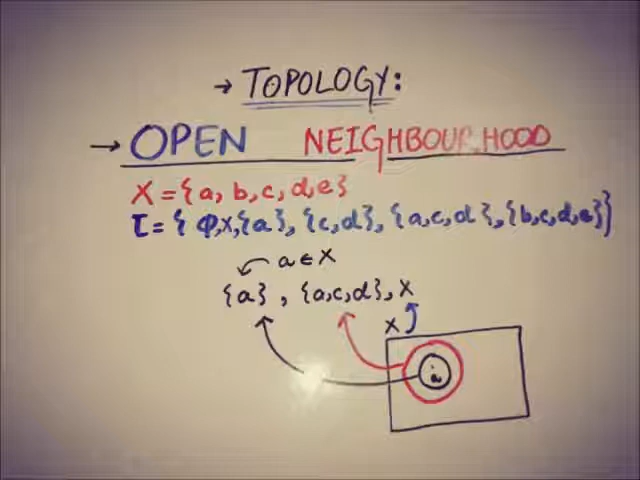 → TOPOLOGY:
→ OPEN NEIGHBOURHOOD
X = {a, b, c, d, e}
τ = { φ, X, {a}, {c, d}, {a, c, d}, {b, c, d, e}}
a ∈ X
{a} , {a, c, d} , X
X
a